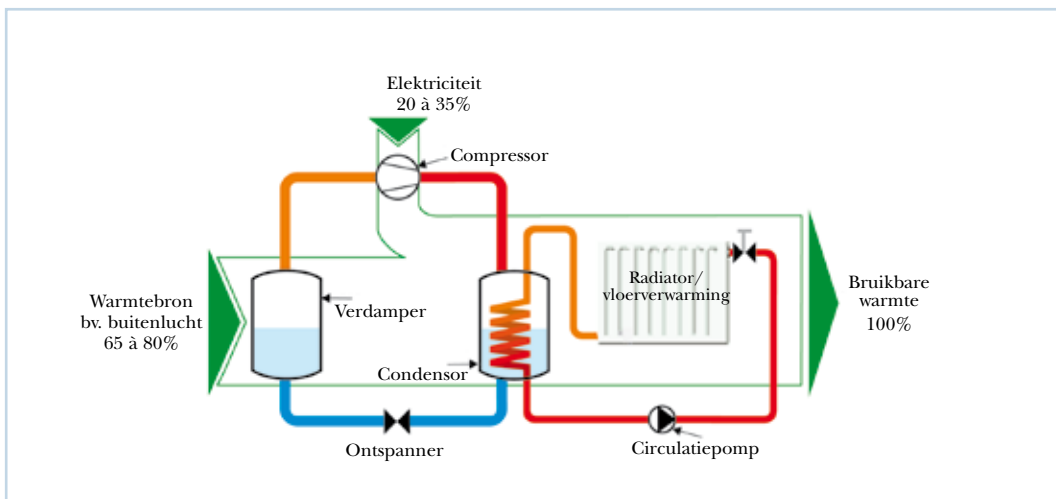 Elektriciteit
20 à 35%
Compressor
Warmtebron
bv. buitenlucht
65 à 80%
Verdamper
Radiator/
vloerverwarming
Bruikbare
warmte
100%
Condensor
Ontspanner
Circulatiepomp